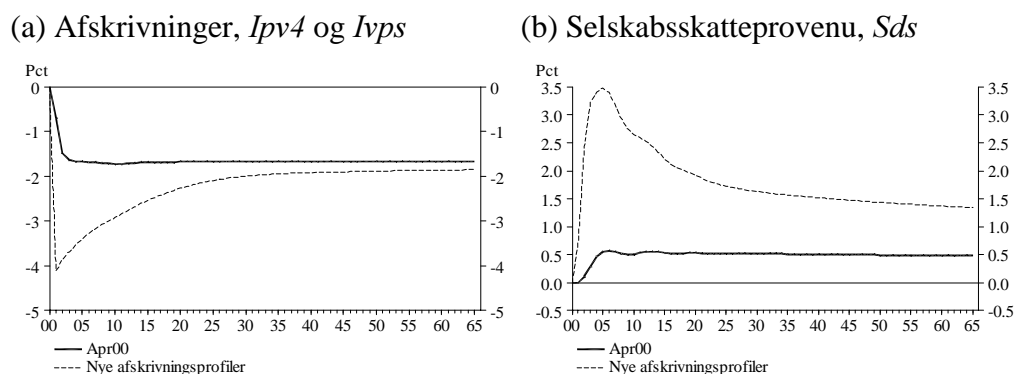 (a) Afskrivninger, Ipv4 og Ivps
Pct
0 0
-1 -1
-2 -2
-3 -3
-4 -4
-5 -5
00 05 10 15 20 25 30 35 40 45 50 55 60 65
Apr00
Nye afskrivningsprofiler
(b) Selskabsskatteprovenu, Sds
Pct
3.5 3.5
3.0 3.0
2.5 2.5
2.0 2.0
1.5 1.5
1.0 1.0
0.5 0.5
0.0 0.0
-0.5 -0.5
00 05 10 15 20 25 30 35 40 45 50 55 60 65
Apr00
Nye afskrivningsprofiler